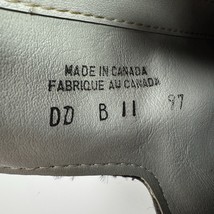 MADE IN CANADA
FABRIQUE AU CANADA
DD B 11 97